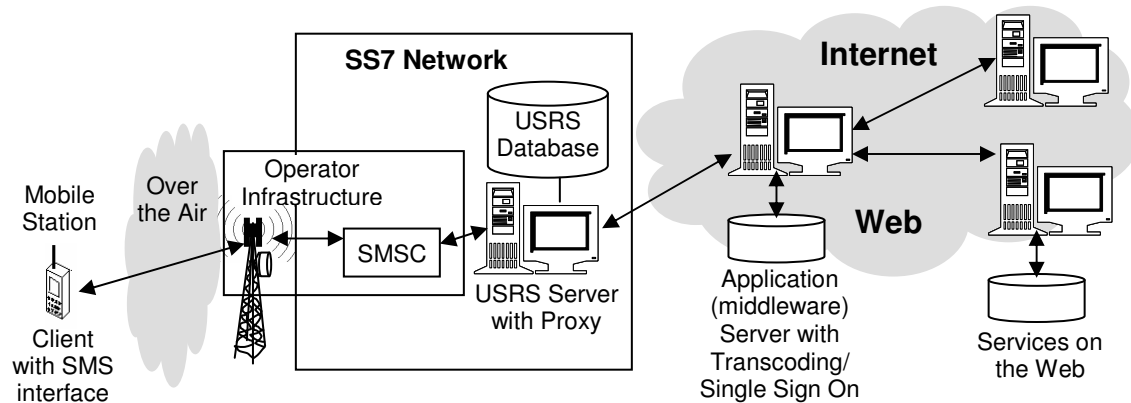 SS7 Network
Internet
USRS
Database
Operator
Infrastructure
Over
the Air
Mobile
Station
SMSC
Web
USRS Server
with Proxy
Client
with SMS
interface
Application
(middleware)
Server with
Transcoding/
Single Sign On
Services on
the Web